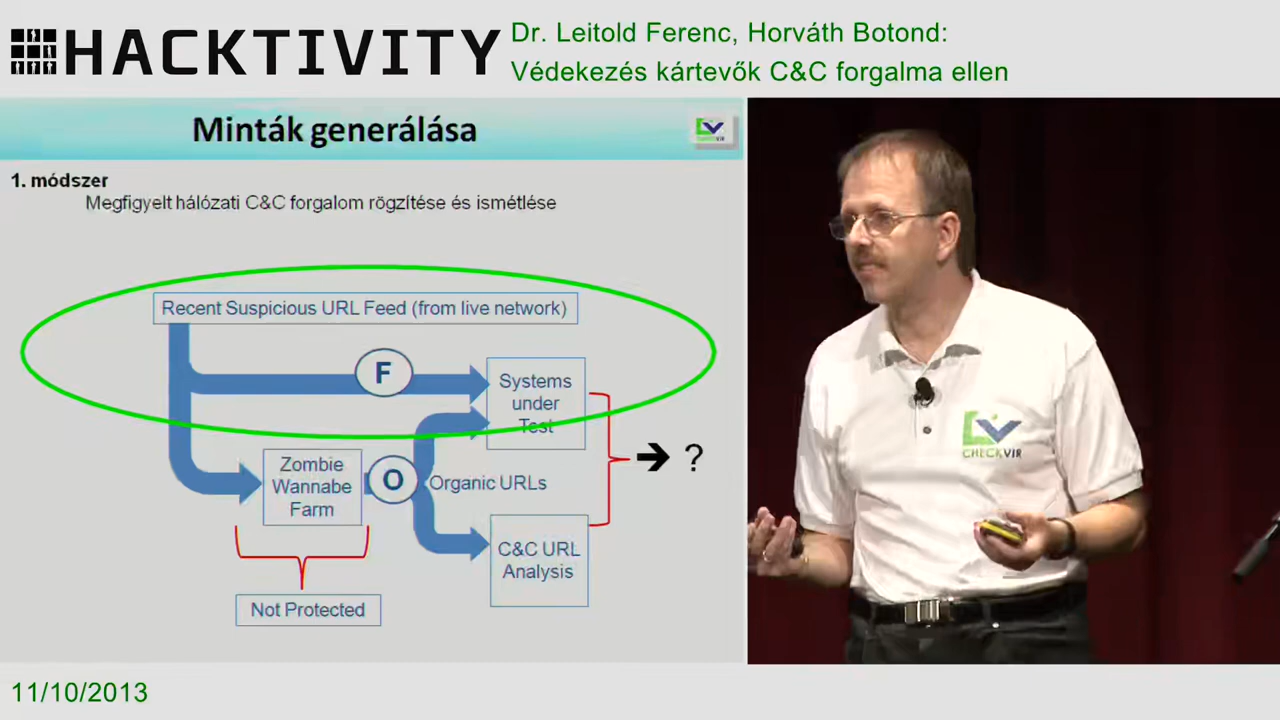 HACKTIVITY
Dr. Leitold Ferenc, Horváth Botond:
Védekezés kártevők C&C forgalma ellen
Minták generálása
1. módszer
Megfigyelt hálózati C&C forgalom rögzítése és ismétlése
Recent Suspicious URL Feed (from live network)
F
Systems
under
Test
Zombie
Wannabe
Farm
O
Organic URLs
➔ ?
C&C URL
Analysis
Not Protected
CHECKVIR
11/10/2013